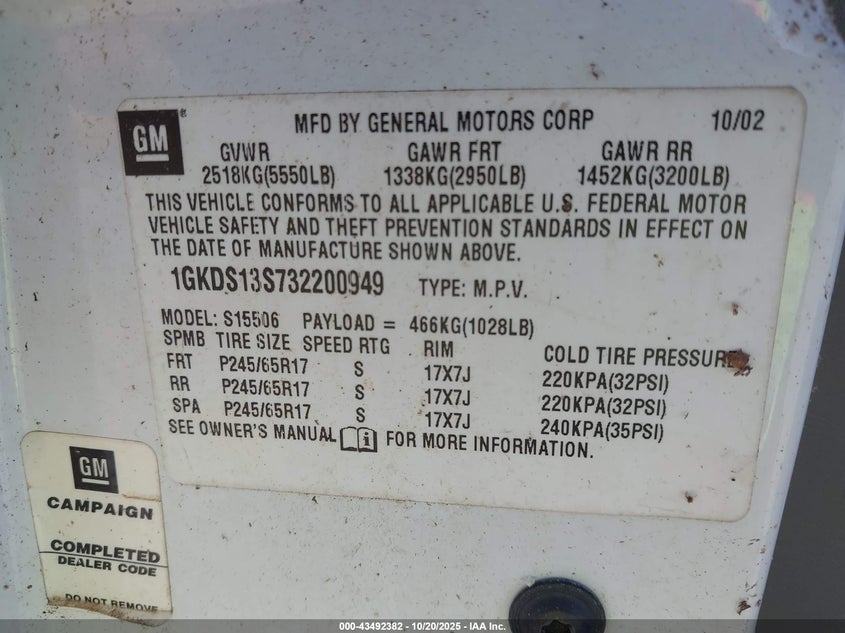 GM ®
MFD BY GENERAL MOTORS CORP 10/02
GVWR GAWR FRT GAWR RR
2518KG(5550LB) 1338KG(2950LB) 1452KG(3200LB)
THIS VEHICLE CONFORMS TO ALL APPLICABLE U.S. FEDERAL MOTOR
VEHICLE SAFETY AND THEFT PREVENTION STANDARDS IN EFFECT ON
THE DATE OF MANUFACTURE SHOWN ABOVE.
1GKDS13S732200949 TYPE: M.P.V.
MODEL: S15506 PAYLOAD = 466KG(1028LB)
SPMB TIRE SIZE SPEED RTG RIM COLD TIRE PRESSURE
FRT P245/65R17 S 17X7J 220KPA(32PSI)
RR P245/65R17 S 17X7J 220KPA(32PSI)
SPA P245/65R17 S 17X7J 240KPA(35PSI)
SEE OWNER'S MANUAL FOR MORE INFORMATION.
GM
CAMPAIGN
COMPLETED
DEALER CODE
DO NOT REMOVE
000-43492382 - 10/20/2025 - IAA Inc.